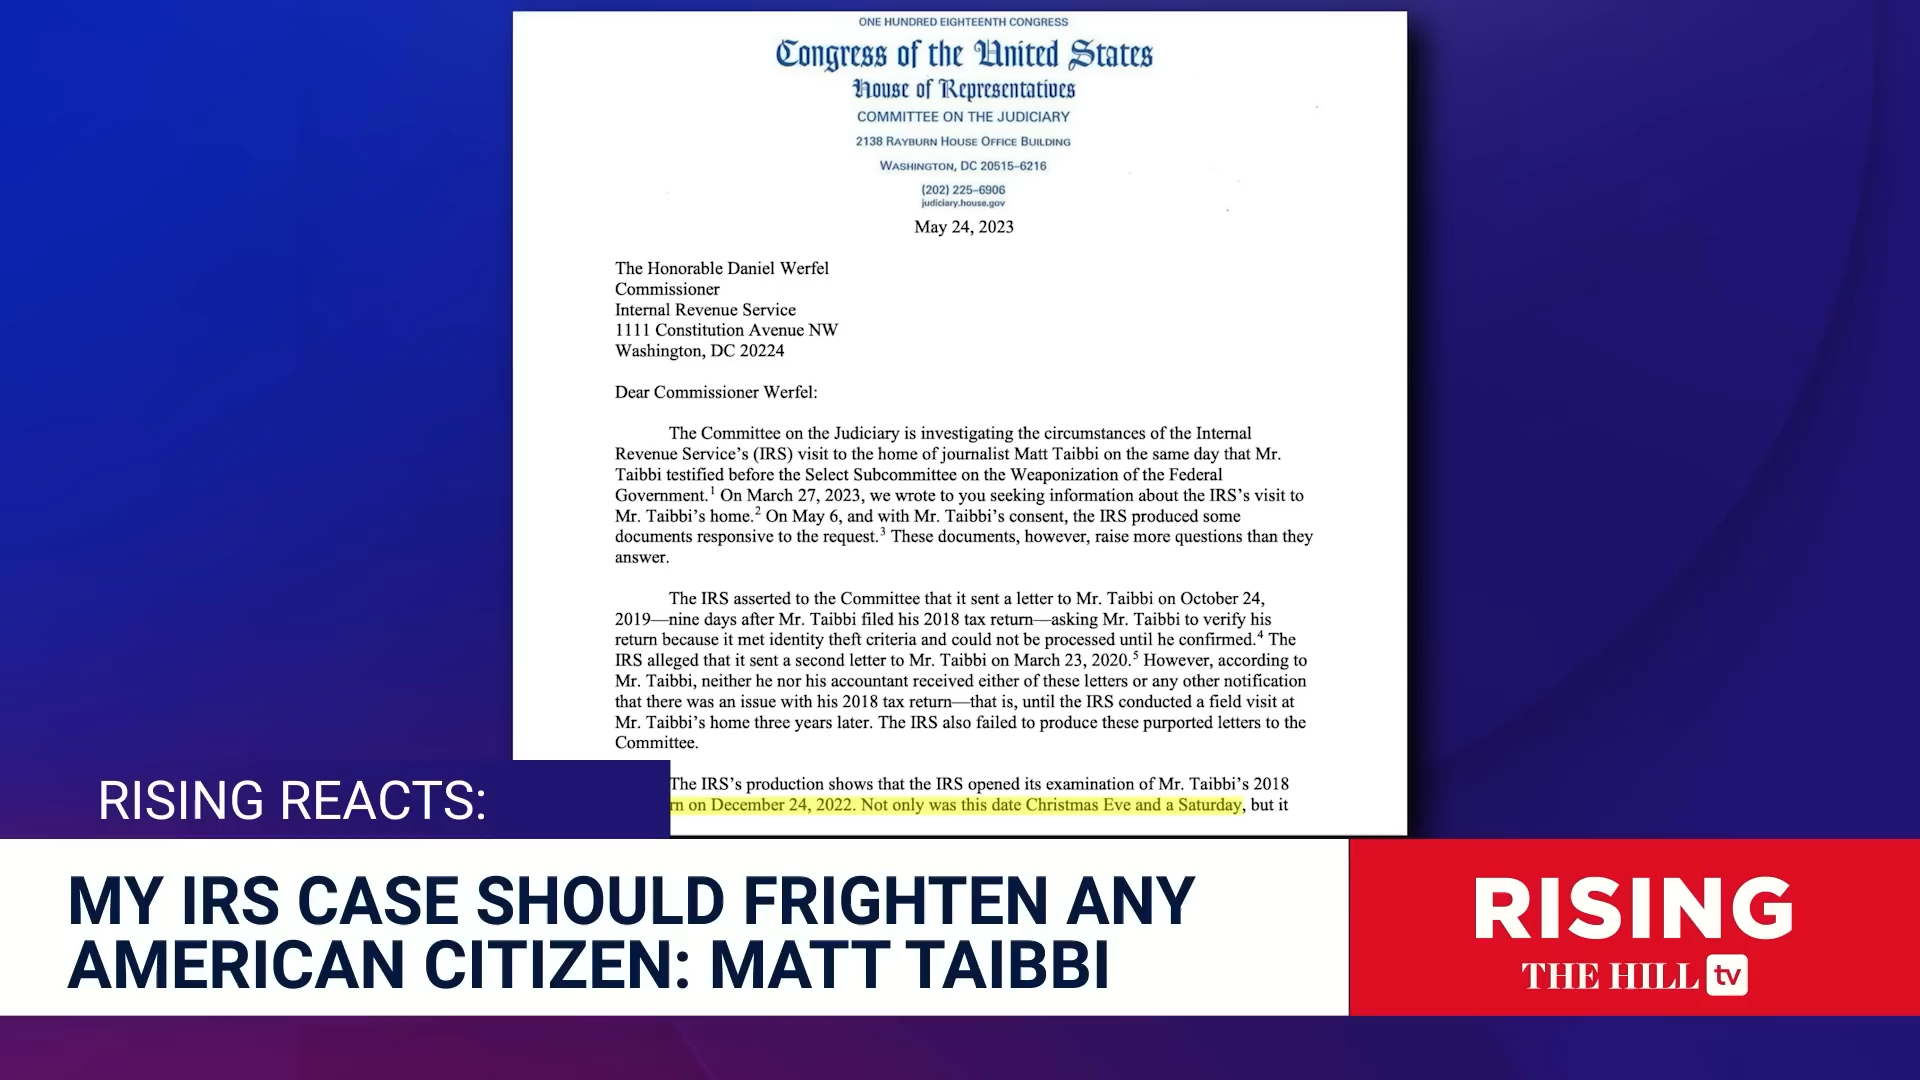 ONE HUNDRED EIGHTEENTH CONGRESS
Congress of the United States
House of Representatives
COMMITTEE ON THE JUDICIARY
2138 RAYBURN HOUSE OFFICE BUILDING
WASHINGTON, DC 20515–6216
(202) 225–6906
judiciary.house.gov
May 24, 2023
The Honorable Daniel Werfel
Commissioner
Internal Revenue Service
1111 Constitution Avenue NW
Washington, DC 20224
Dear Commissioner Werfel:
The Committee on the Judiciary is investigating the circumstances of the Internal
Revenue Service’s (IRS) visit to the home of journalist Matt Taibbi on the same day that Mr.
Taibbi testified before the Select Subcommittee on the Weaponization of the Federal
Government.¹ On March 27, 2023, we wrote to you seeking information about the IRS’s visit to
Mr. Taibbi’s home.² On May 6, and with Mr. Taibbi’s consent, the IRS produced some
documents responsive to the request.³ These documents, however, raise more questions than they
answer.
The IRS asserted to the Committee that it sent a letter to Mr. Taibbi on October 24,
2019—nine days after Mr. Taibbi filed his 2018 tax return—asking Mr. Taibbi to verify his
return because it met identity theft criteria and could not be processed until he confirmed.⁴ The
IRS alleged that it sent a second letter to Mr. Taibbi on March 23, 2020.⁵ However, according to
Mr. Taibbi, neither he nor his accountant received either of these letters or any other notification
that there was an issue with his 2018 tax return—that is, until the IRS conducted a field visit at
Mr. Taibbi’s home three years later. The IRS also failed to produce these purported letters to the
Committee.
The IRS’s production shows that the IRS opened its examination of Mr. Taibbi’s 2018
rn on December 24, 2022. Not only was this date Christmas Eve and a Saturday, but it
RISING REACTS:
MY IRS CASE SHOULD FRIGHTEN ANY
AMERICAN CITIZEN: MATT TAIBBI
RISING
THE HILL tv